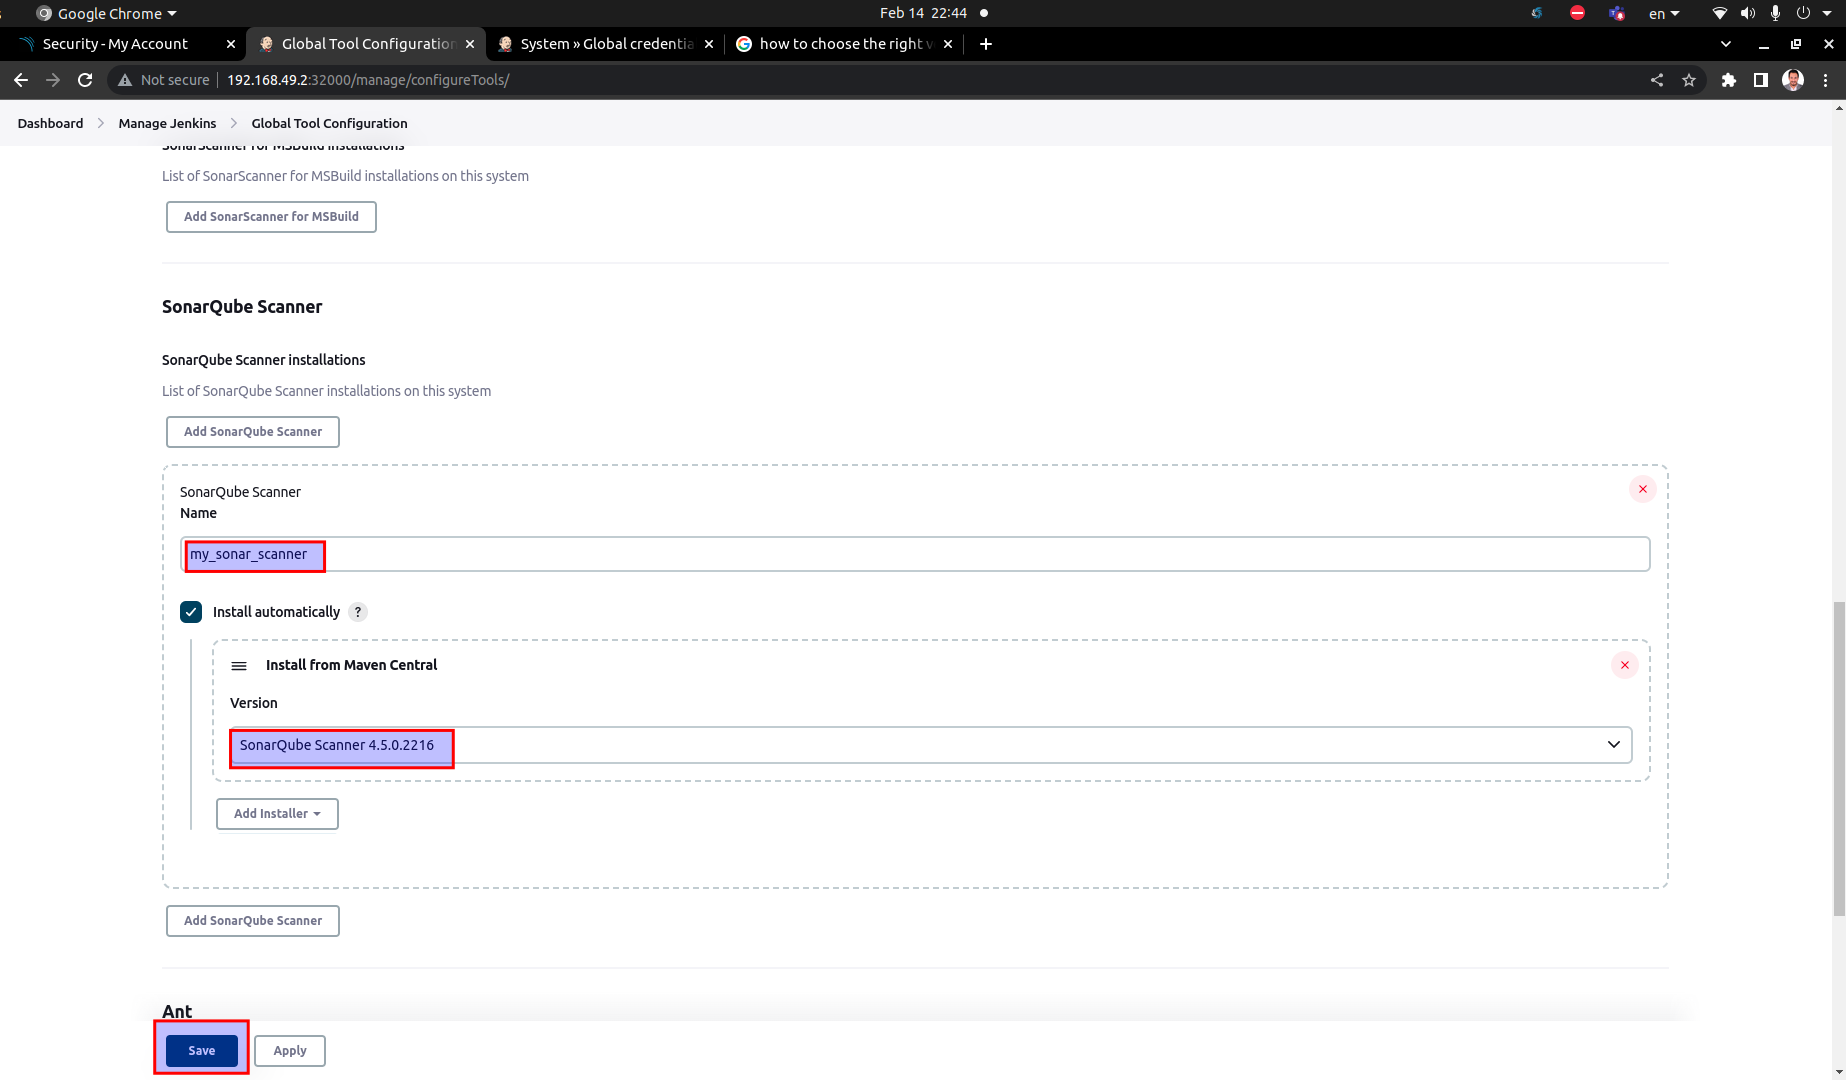 Google Chrome
Feb 14 22:44
en
Security - My Account
Global Tool Configuration
System » Global credentia
how to choose the right v
Not secure
192.168.49.2:32000/manage/configureTools/
Dashboard
Manage Jenkins
Global Tool Configuration
SonarScanner for MSBuild installations
List of SonarScanner for MSBuild installations on this system
Add SonarScanner for MSBuild
SonarQube Scanner
SonarQube Scanner installations
List of SonarQube Scanner installations on this system
Add SonarQube Scanner
SonarQube Scanner
Name
my_sonar_scanner
Install automatically ?
Install from Maven Central
Version
SonarQube Scanner 4.5.0.2216
Add Installer
Add SonarQube Scanner
Ant
Save
Apply